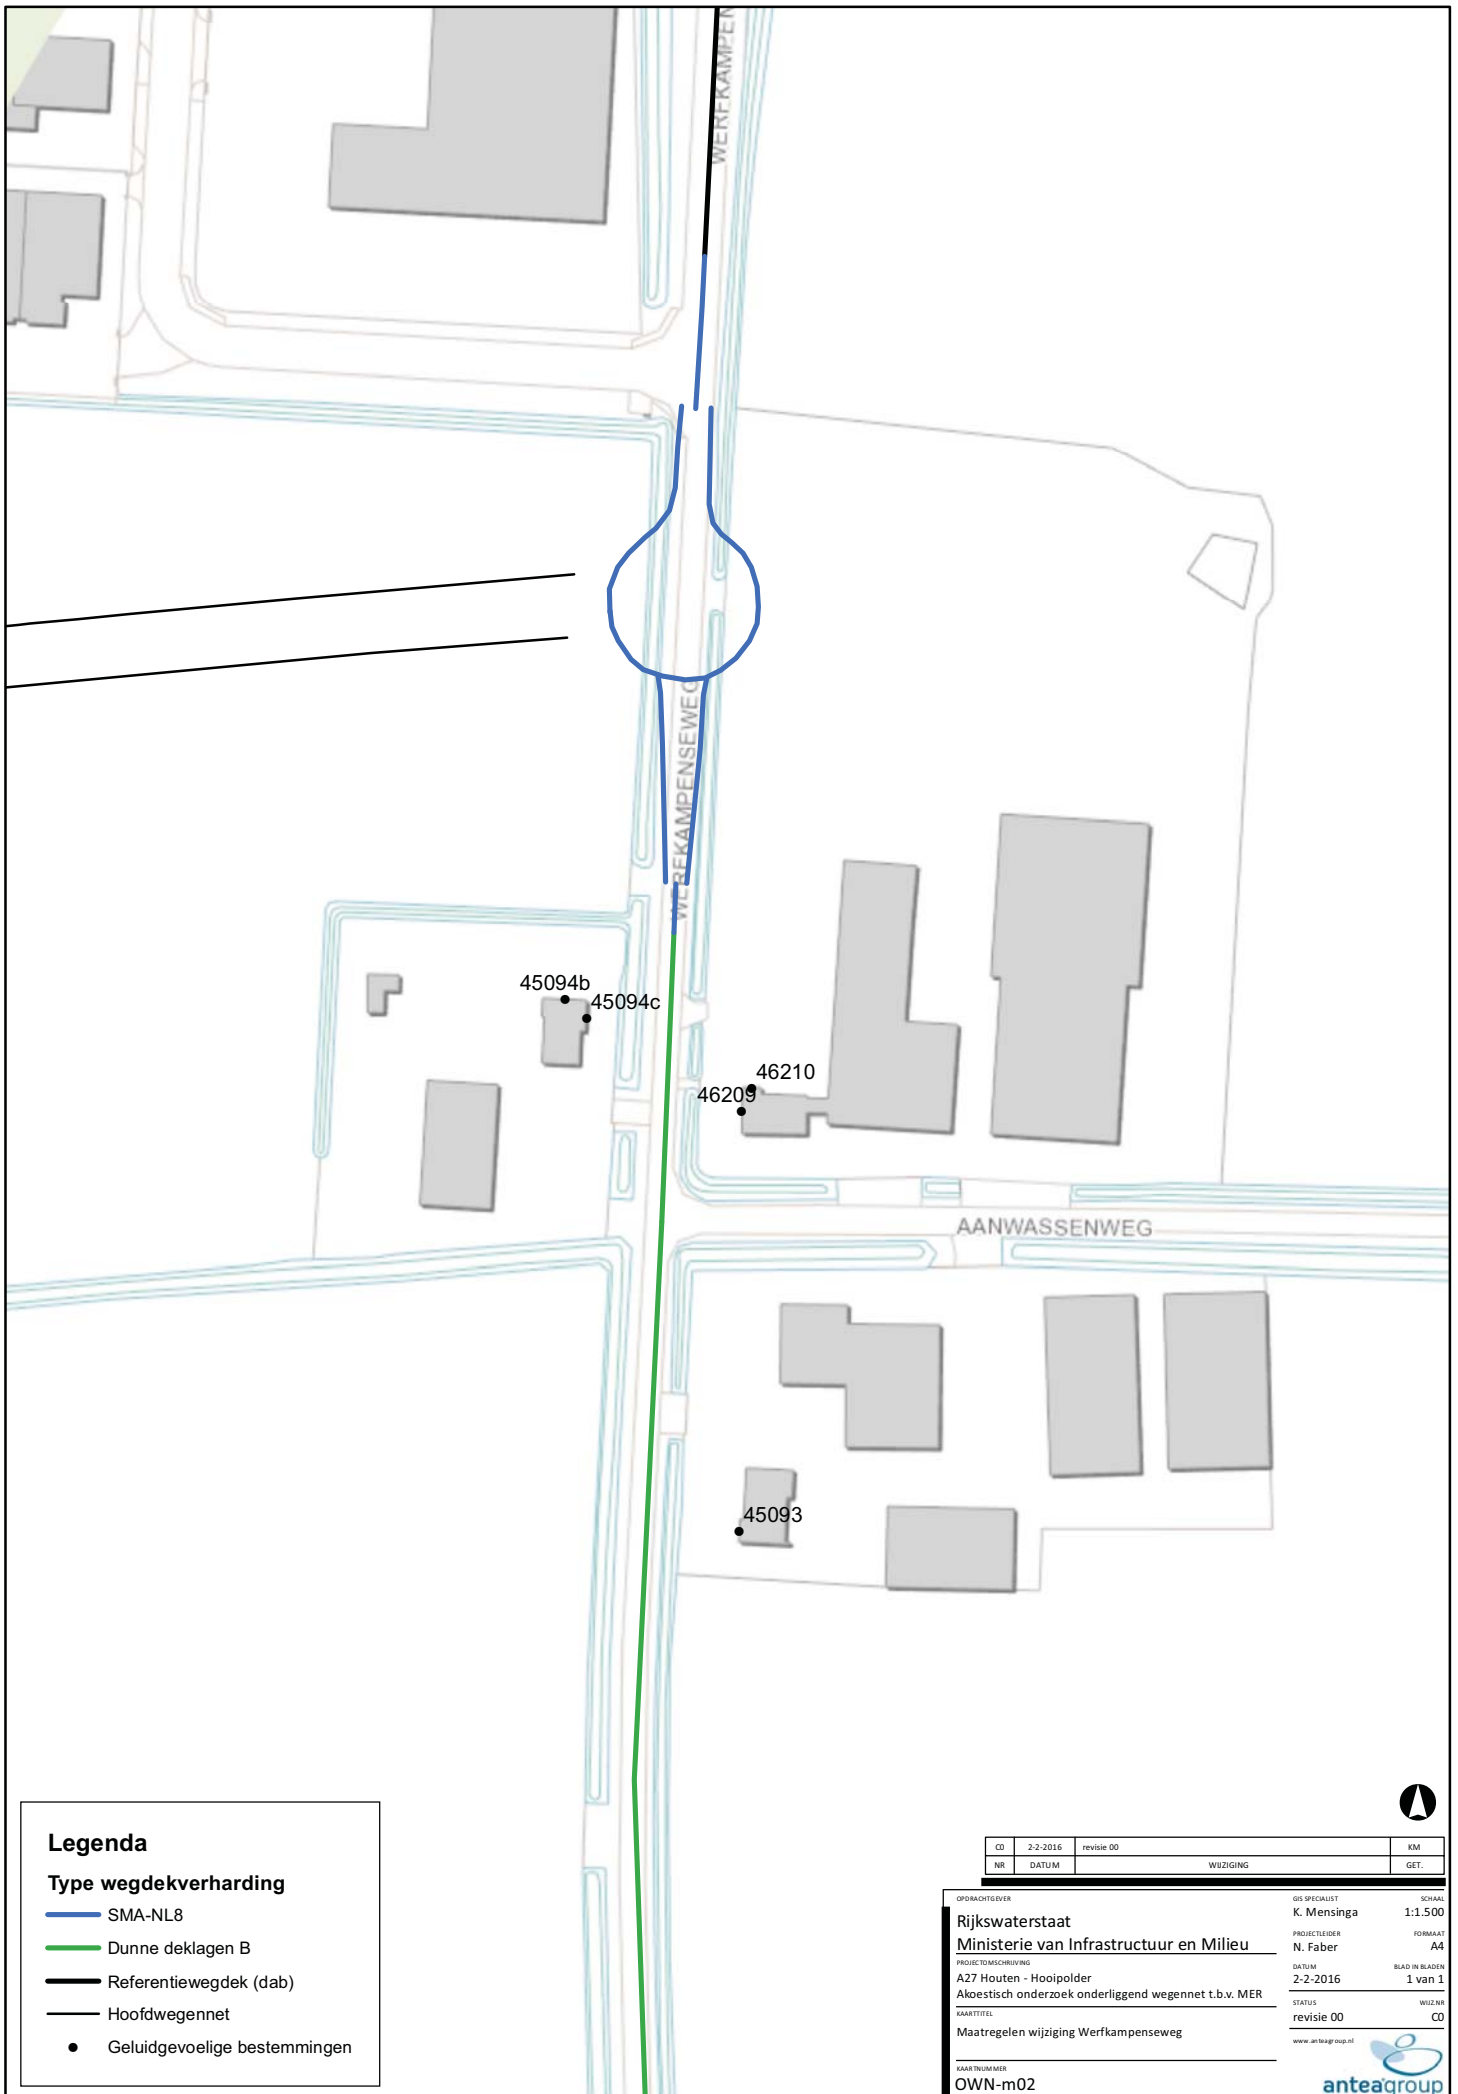 WERFKAMPEN
WERFKAMPENSEWEG
45094b
45094c
46210
46209
AANWASSENWEG
45093
Legenda
Type wegdekverharding
SMA-NL8
Dunne deklagen B
Referentiewegdek (dab)
Hoofdwegennet
Geluidgevoelige bestemmingen
C0 2-2-2016 revisie 00 KM
NR DATUM WIJZIGING GET.
OPDRACHTGEVER
Rijkswaterstaat
Ministerie van Infrastructuur en Milieu
PROJECTOMSCHRIJVING
A27 Houten - Hooipolder
Akoestisch onderzoek onderliggend wegennet t.b.v. MER
KAARTTITEL
Maatregelen wijziging Werfkampenseweg
KAARTNUMMER
OWN-m02
GIS SPECIALIST SCHAAL
K. Mensinga 1:1.500
PROJECTLEIDER FORMAAT
N. Faber A4
DATUM BLAD IN BLADEN
2-2-2016 1 van 1
STATUS WIJZ.NR
revisie 00 C0
www.anteagroup.nl
anteagroup